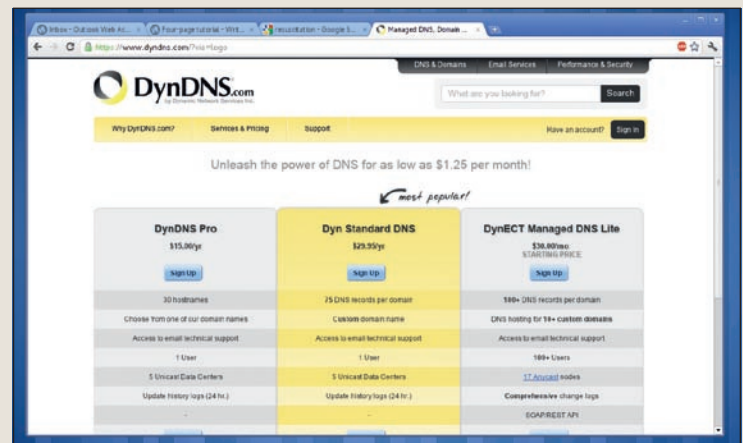 Inbox - Outlook Web Ac...
Four-page tutorial - Writ...
resuscitation - Google S...
Managed DNS, Domain ...
https://www.dyndns.com/?via=logo
DNS & Domains Email Services Performance & Security
DynDNS.com
by Dynamic Network Services Inc.
What are you looking for?
Search
Why DynDNS.com? Services & Pricing Support Have an account? Sign in
Unleash the power of DNS for as low as $1.25 per month!
most popular!
DynDNS Pro Dyn Standard DNS DynECT Managed DNS Lite
$15.00/yr $29.95/yr $30.00/mo
STARTING PRICE
Sign Up Sign Up Sign Up
30 hostnames 75 DNS records per domain 100+ DNS records per domain
Choose from one of our domain names Custom domain name DNS hosting for 10+ custom domains
Access to email technical support Access to email technical support Access to email technical support
1 User 1 User 100+ Users
5 Unicast Data Centers 5 Unicast Data Centers 17 Anycast nodes
Update history logs (24 hr.) Update history logs (24 hr.) Comprehensive change logs
- - SOAP/REST API